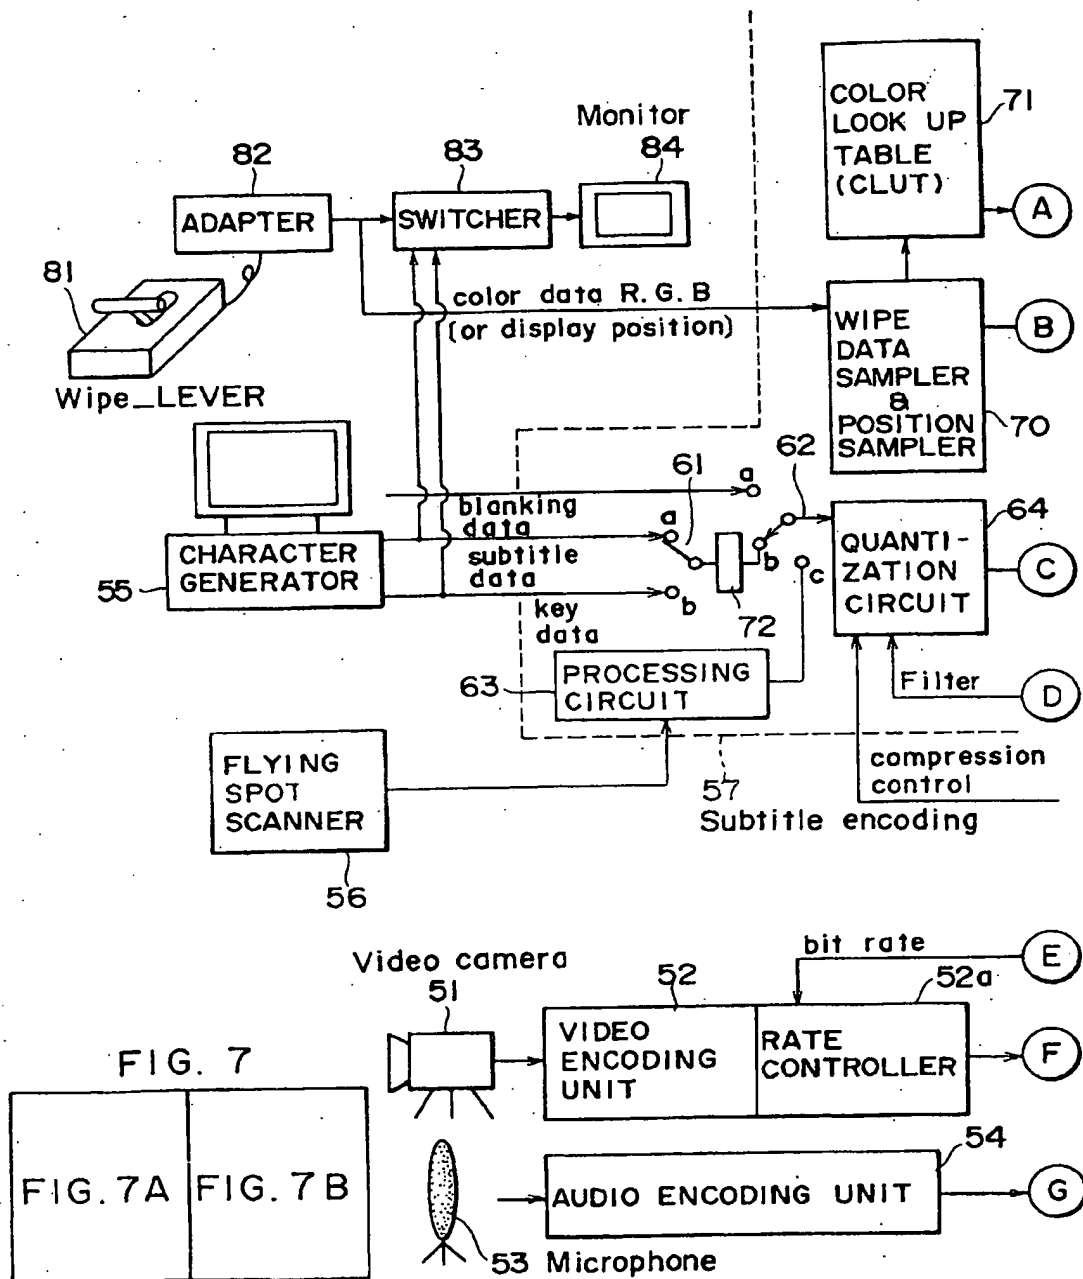 COLOR
LOOK UP
TABLE
(CLUT)
71
A
Monitor
84
82
83
ADAPTER
SWITCHER
81
Wipe_LEVER
color data R.G.B
(or display position)
WIPE
DATA
SAMPLER
&
POSITION
SAMPLER
70
B
61
62
a
blanking
data
a
subtitle
data
b
key
data
b
c
72
CHARACTER
GENERATOR
55
64
QUANTI-
ZATION
CIRCUIT
C
63
PROCESSING
CIRCUIT
Filter
D
FLYING
SPOT
SCANNER
56
57
Subtitle encoding
compression
control
bit rate
E
Video camera
51
52
52a
VIDEO
ENCODING
UNIT
RATE
CONTROLLER
F
FIG. 7
FIG. 7A
FIG. 7B
54
AUDIO ENCODING UNIT
G
53 Microphone